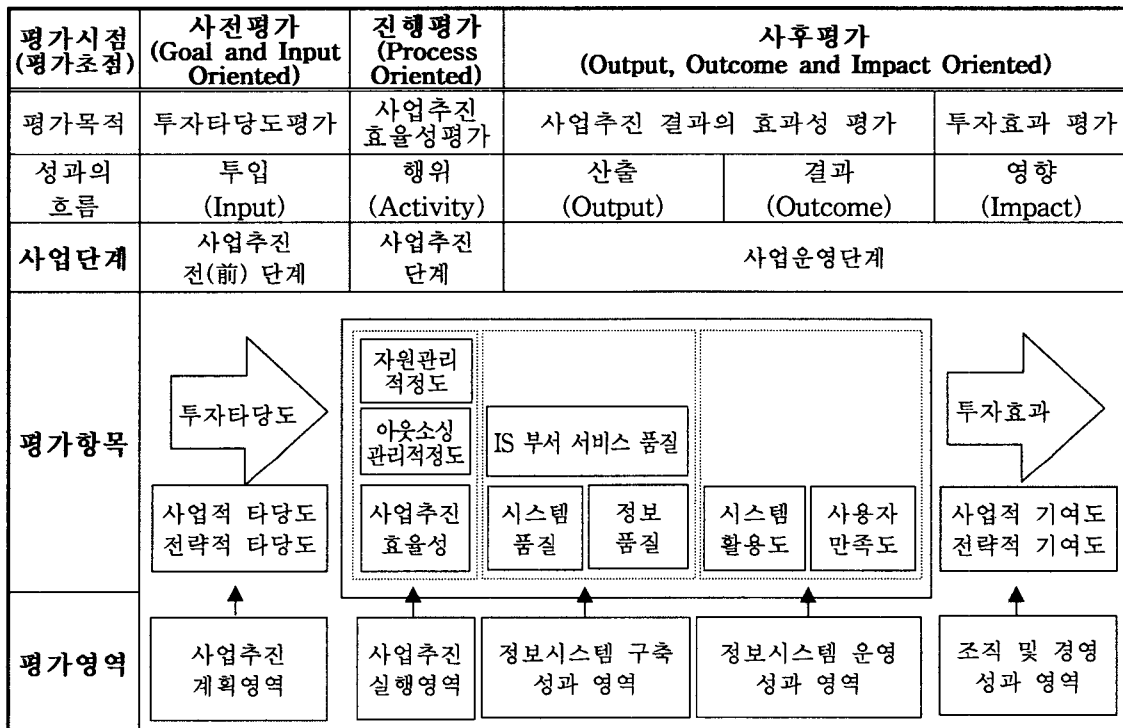 평가시점
(평가초점)
사전평가
(Goal and Input
Oriented)
진행평가
(Process
Oriented)
사후평가
(Output, Outcome and Impact Oriented)
평가목적
투자타당도평가
사업추진
효율성평가
사업추진 결과의 효과성 평가
투자효과 평가
성과의
흐름
투입
(Input)
행위
(Activity)
산출
(Output)
결과
(Outcome)
영향
(Impact)
사업단계
사업추진
전(前) 단계
사업추진
단계
사업운영단계
평가항목
투자타당도
사업적 타당도
전략적 타당도
자원관리
적정도
아웃소싱
관리적정도
사업추진
효율성
IS 부서 서비스 품질
시스템
품질
정보
품질
시스템
활용도
사용자
만족도
투자효과
사업적 기여도
전략적 기여도
평가영역
사업추진
계획영역
사업추진
실행영역
정보시스템 구축
성과 영역
정보시스템 운영
성과 영역
조직 및 경영
성과 영역